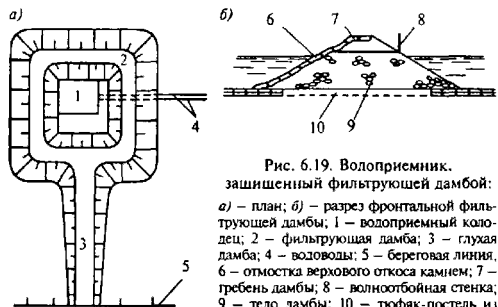 а)
б)
6
7
8
2
1
4
10
9
3
5
Рис. 6.19. Водоприемник,
защищенный фильтрующей дамбой:
а) – план; б) – разрез фронтальной филь-
трующей дамбы; 1 – водоприемный коло-
дец; 2 – фильтрующая дамба; 3 – глухая
дамба; 4 – водоводы; 5 – береговая линия,
6 – отмостка верхового откоса камнем; 7 –
гребень дамбы; 8 – волноотбойная стенка;
9 – тело дамбы; 10 – тюфяк-постель из